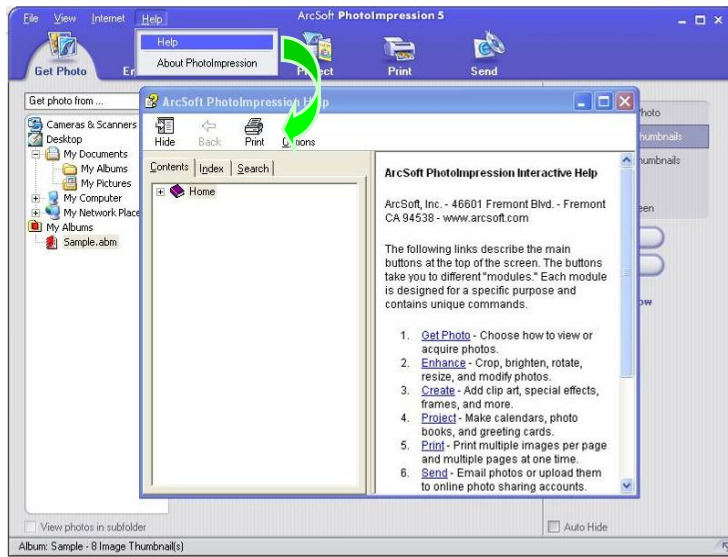 File View Internet Help
ArcSoft PhotoImpression 5
Help
About PhotoImpression
Get Photo
Print
Send
Get photo from ...
Cameras & Scanners
Desktop
My Documents
My Albums
My Pictures
My Computer
My Network Place
My Albums
Sample.abm
View photos in subfolder
Album: Sample - 8 Image Thumbnail(s)
Auto Hide
ArcSoft PhotoImpression Help
Hide Back Print Options
Contents Index Search
Home
ArcSoft PhotoImpression Interactive Help
ArcSoft, Inc. - 46601 Fremont Blvd. - Fremont
CA 94538 - www.arcsoft.com
The following links describe the main
buttons at the top of the screen. The buttons
take you to different "modules." Each module
is designed for a specific purpose and
contains unique commands.
1. Get Photo - Choose how to view or
acquire photos.
2. Enhance - Crop, brighten, rotate,
resize, and modify photos.
3. Create - Add clip art, special effects,
frames, and more.
4. Project - Make calendars, photo
books, and greeting cards.
5. Print - Print multiple images per page
and multiple pages at one time.
6. Send - Email photos or upload them
to online photo sharing accounts.